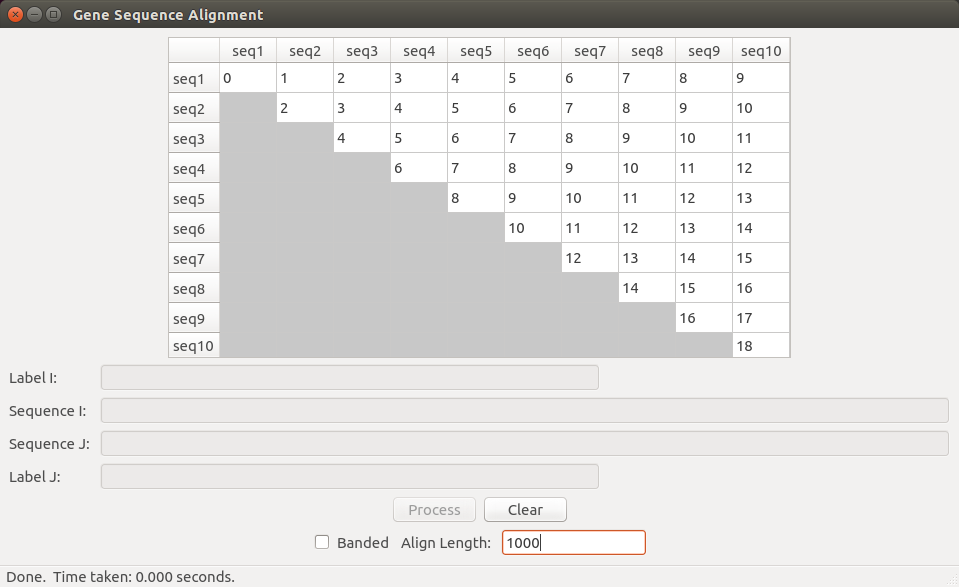 Gene Sequence Alignment
seq1 seq2 seq3 seq4 seq5 seq6 seq7 seq8 seq9 seq10
seq1 0 1 2 3 4 5 6 7 8 9
seq2 2 3 4 5 6 7 8 9 10
seq3 4 5 6 7 8 9 10 11
seq4 6 7 8 9 10 11 12
seq5 8 9 10 11 12 13
seq6 10 11 12 13 14
seq7 12 13 14 15
seq8 14 15 16
seq9 16 17
seq10 18
Label I:
Sequence I:
Sequence J:
Label J:
Process Clear
Banded Align Length: 1000
Done. Time taken: 0.000 seconds.